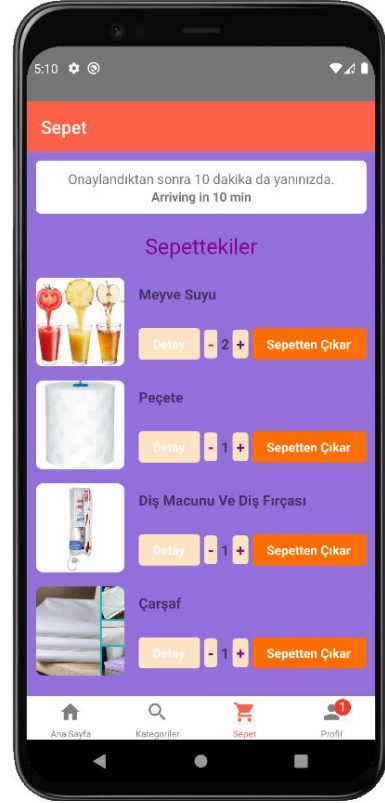 5:10
Sepet
Onaylandıktan sonra 10 dakika da yanınızda.
Arriving in 10 min
Sepettekiler
Meyve Suyu
Detay - 2 + Sepetten Çıkar
Peçete
Detay - 1 + Sepetten Çıkar
Diş Macunu Ve Diş Fırçası
Detay - 1 + Sepetten Çıkar
Çarşaf
Detay - 1 + Sepetten Çıkar
1
Ana Sayfa Kategoriler Sepet Profil